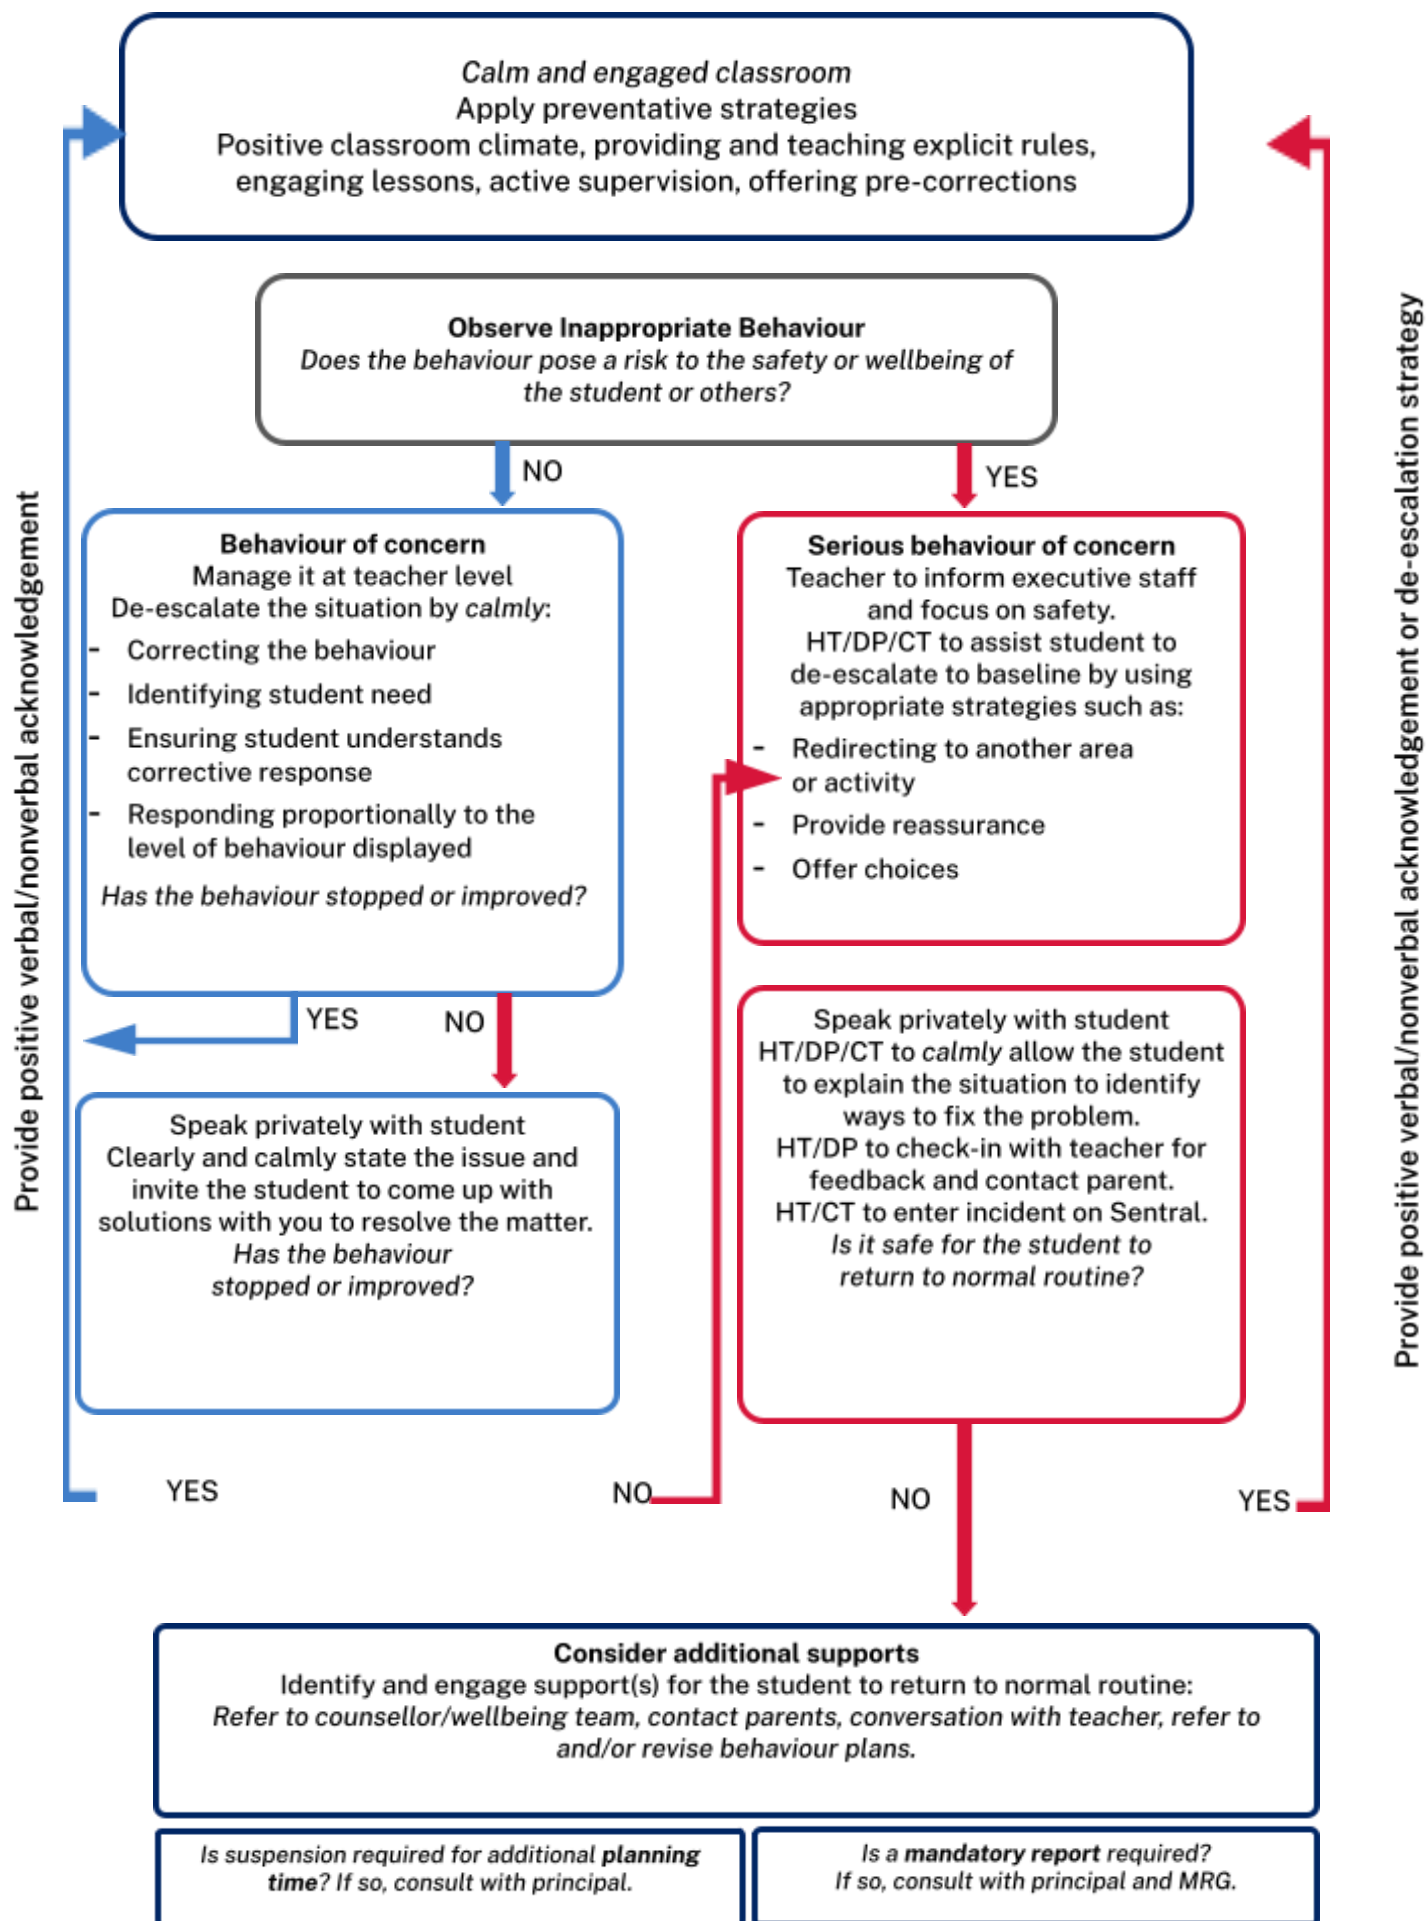 Calm and engaged classroom
Apply preventative strategies
Positive classroom climate, providing and teaching explicit rules,
engaging lessons, active supervision, offering pre-corrections
Observe Inappropriate Behaviour
Does the behaviour pose a risk to the safety or wellbeing of
the student or others?
NO
YES
Behaviour of concern
Manage it at teacher level
De-escalate the situation by calmly:
- Correcting the behaviour
- Identifying student need
- Ensuring student understands
corrective response
- Responding proportionally to the
level of behaviour displayed
Has the behaviour stopped or improved?
Serious behaviour of concern
Teacher to inform executive staff
and focus on safety.
HT/DP/CT to assist student to
de-escalate to baseline by using
appropriate strategies such as:
- Redirecting to another area
or activity
- Provide reassurance
- Offer choices
YES
NO
Speak privately with student
Clearly and calmly state the issue and
invite the student to come up with
solutions with you to resolve the matter.
Has the behaviour
stopped or improved?
Speak privately with student
HT/DP/CT to calmly allow the student
to explain the situation to identify
ways to fix the problem.
HT/DP to check-in with teacher for
feedback and contact parent.
HT/CT to enter incident on Sentral.
Is it safe for the student to
return to normal routine?
YES
NO
NO
YES
Provide positive verbal/nonverbal acknowledgement
Provide positive verbal/nonverbal acknowledgement or de-escalation strategy
Consider additional supports
Identify and engage support(s) for the student to return to normal routine:
Refer to counsellor/wellbeing team, contact parents, conversation with teacher, refer to
and/or revise behaviour plans.
Is suspension required for additional planning
time? If so, consult with principal.
Is a mandatory report required?
If so, consult with principal and MRG.